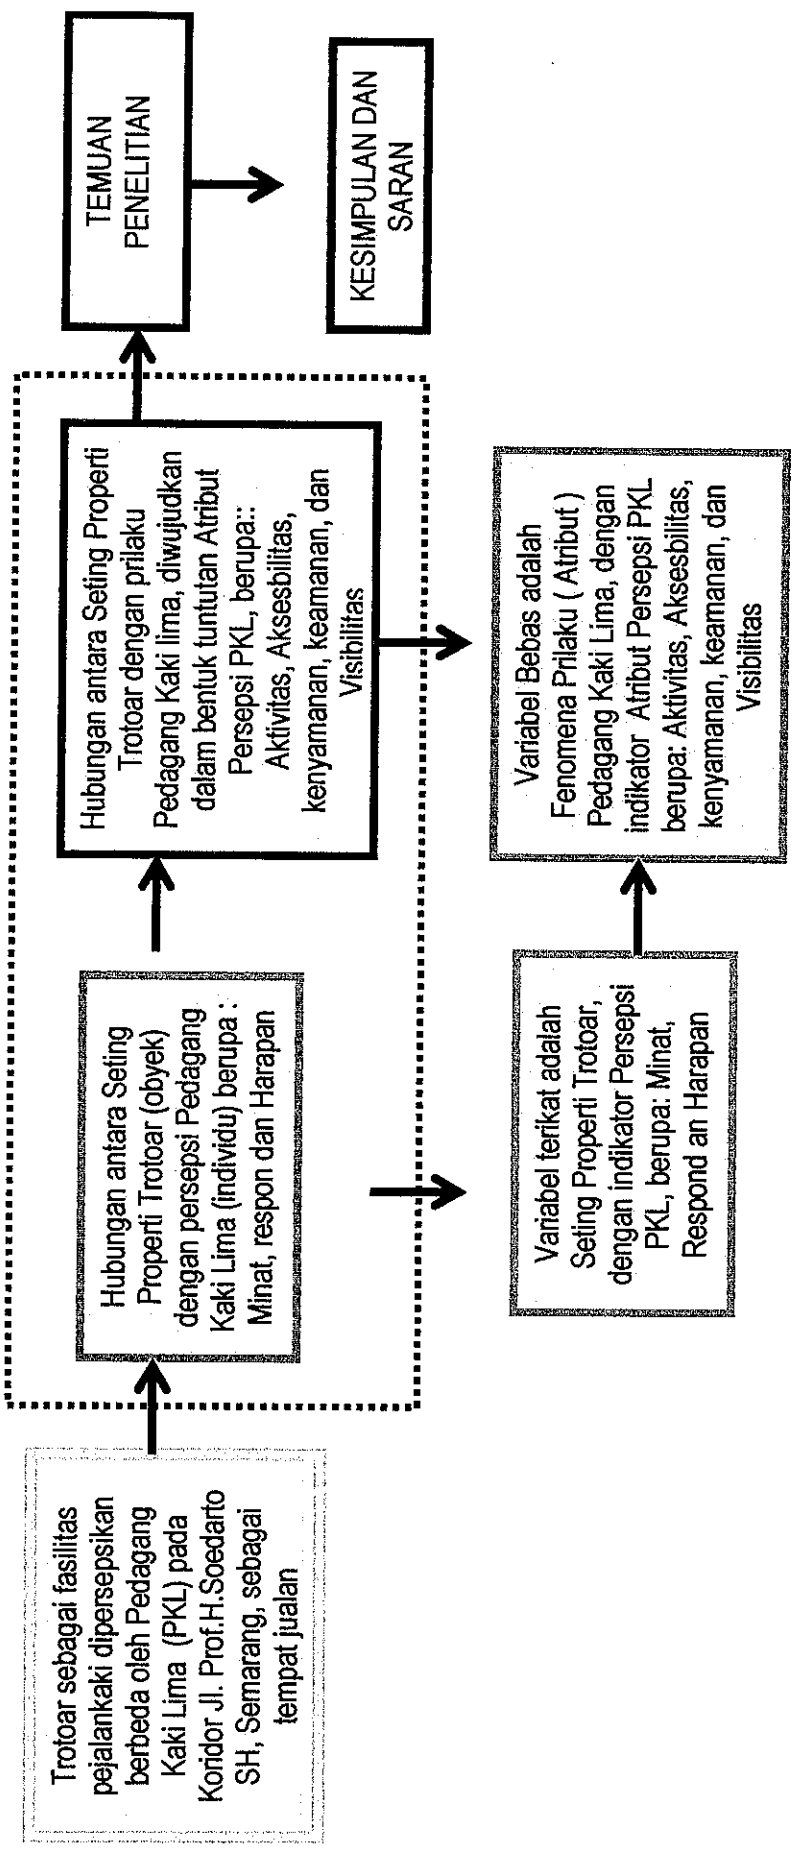 Trotoar sebagai fasilitas
pejalankaki dipersepsikan
berbeda oleh Pedagang
Kaki Lima (PKL) pada
Koridor Jl. Prof.H.Soedarto
SH, Semarang, sebagai
tempat jualan
Hubungan antara Seting
Properti Trotoar (obyek)
dengan persepsi Pedagang
Kaki Lima (individu) berupa :
Minat, respon dan Harapan
Hubungan antara Seting Properti
Trotoar dengan prilaku
Pedagang Kaki lima, diwujudkan
dalam bentuk tuntutan Atribut
Persepsi PKL, berupa::
Aktivitas, Aksesbilitas,
kenyamanan, keamanan, dan
Visibilitas
TEMUAN
PENELITIAN
KESIMPULAN DAN
SARAN
Variabel terikat adalah
Seting Properti Trotoar,
dengan indikator Persepsi
PKL, berupa: Minat,
Respond an Harapan
Variabel Bebas adalah
Fenomena Prilaku ( Atribut )
Pedagang Kaki Lima, dengan
indikator Atribut Persepsi PKL
berupa: Aktivitas, Aksesbilitas,
kenyamanan, keamanan, dan
Visibilitas